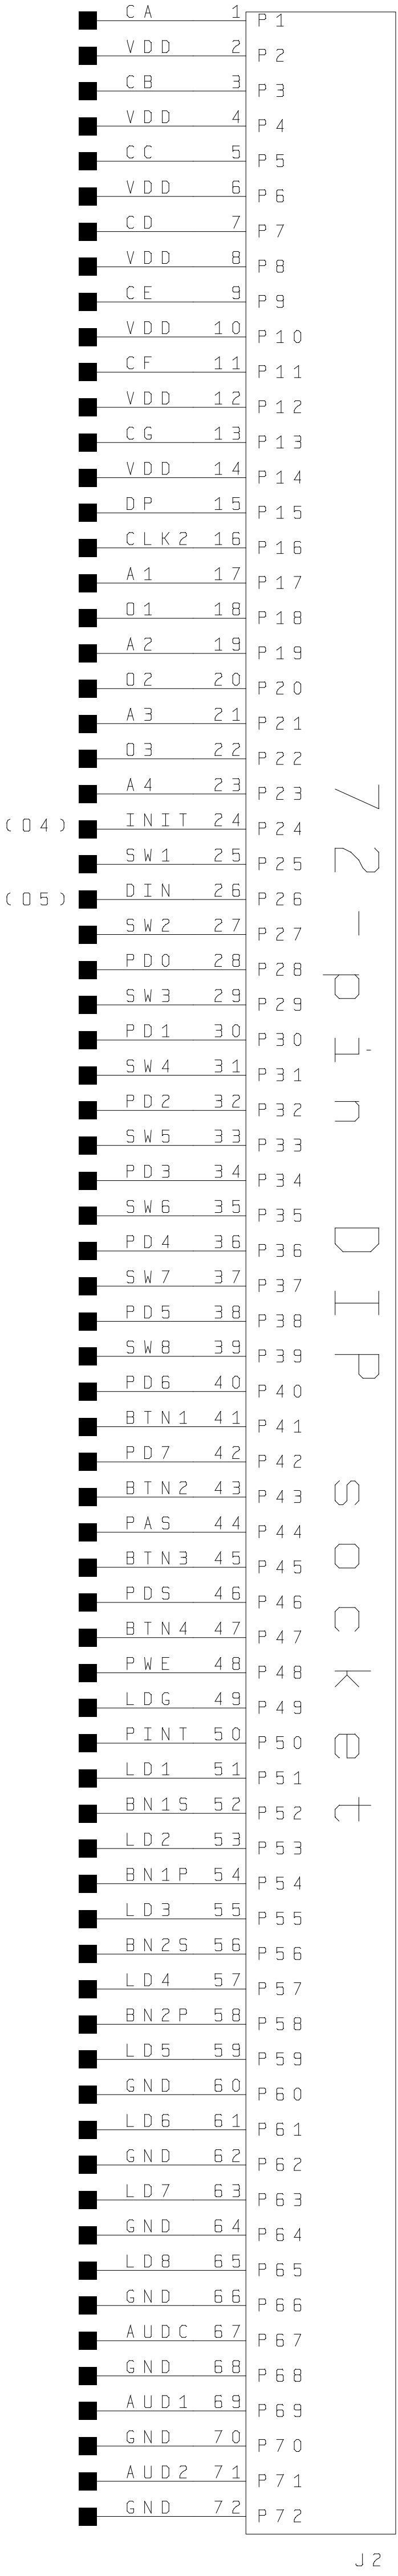 CA 1 P1
VDD 2 P2
CB 3 P3
VDD 4 P4
CC 5 P5
VDD 6 P6
CD 7 P7
VDD 8 P8
CE 9 P9
VDD 10 P10
CF 11 P11
VDD 12 P12
CG 13 P13
VDD 14 P14
DP 15 P15
CLK2 16 P16
A1 17 P17
O1 18 P18
A2 19 P19
O2 20 P20
A3 21 P21
O3 22 P22
A4 23 P23
(O4) INIT 24 P24
SW1 25 P25
(O5) DIN 26 P26
SW2 27 P27
PD0 28 P28
SW3 29 P29
PD1 30 P30
SW4 31 P31
PD2 32 P32
SW5 33 P33
PD3 34 P34
SW6 35 P35
PD4 36 P36
SW7 37 P37
PD5 38 P38
SW8 39 P39
PD6 40 P40
BTN1 41 P41
PD7 42 P42
BTN2 43 P43
PAS 44 P44
BTN3 45 P45
PDS 46 P46
BTN4 47 P47
PWE 48 P48
LDG 49 P49
PINT 50 P50
LD1 51 P51
BN1S 52 P52
LD2 53 P53
BN1P 54 P54
LD3 55 P55
BN2S 56 P56
LD4 57 P57
BN2P 58 P58
LD5 59 P59
GND 60 P60
LD6 61 P61
GND 62 P62
LD7 63 P63
GND 64 P64
LD8 65 P65
GND 66 P66
AUDC 67 P67
GND 68 P68
AUD1 69 P69
GND 70 P70
AUD2 71 P71
GND 72 P72
72-pin DIP socket
J2